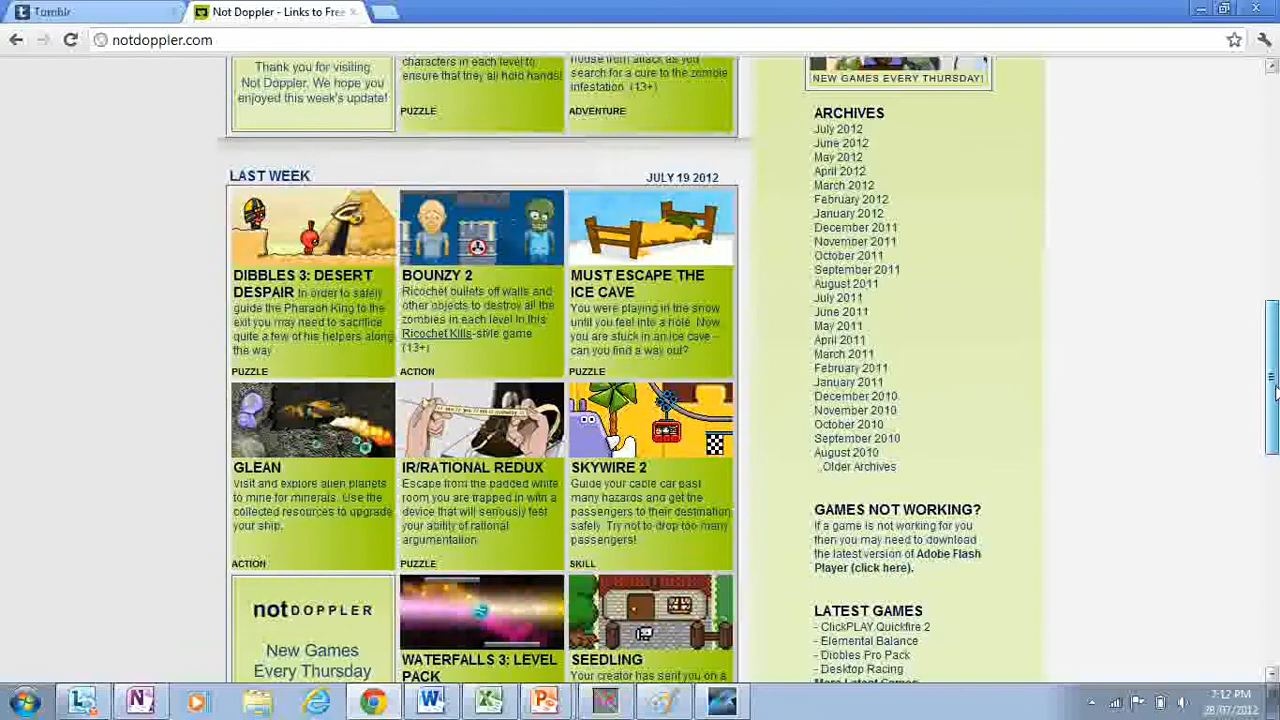 Tumblr
Not Doppler - Links to Free
notdoppler.com
Thank you for visiting
Not Doppler. We hope you
enjoyed this week's update!
characters in each level to
ensure that they all hold hands!
PUZZLE
house from attack as you
search for a cure to the zombie
infestation. (13+)
ADVENTURE
LAST WEEK
JULY 19 2012
DIBBLES 3: DESERT
DESPAIR In order to safely
guide the Pharaoh King to the
exit you may need to sacrifice
quite a few of his helpers along
the way.
PUZZLE
BOUNZY 2
Ricochet bullets off walls and
other objects to destroy all the
zombies in each level in this
Ricochet Kills-style game
(13+)
ACTION
MUST ESCAPE THE
ICE CAVE
You were playing in the snow
until you feel into a hole. Now
you are stuck in an ice cave -
can you find a way out?
PUZZLE
GLEAN
Visit and explore alien planets
to mine for minerals. Use the
collected resources to upgrade
your ship.
ACTION
IR/RATIONAL REDUX
Escape from the padded white
room you are trapped in with a
device that will seriously test
your ability of rational
argumentation.
PUZZLE
SKYWIRE 2
Guide your cable car past
many hazards and get the
passengers to their destination
safely. Try not to drop too many
passengers!
SKILL
notDOPPLER
New Games
Every Thursday
WATERFALLS 3: LEVEL
PACK
SEEDLING
Your creator has sent you on a
NEW GAMES EVERY THURSDAY!
ARCHIVES
July 2012
June 2012
May 2012
April 2012
March 2012
February 2012
January 2012
December 2011
November 2011
October 2011
September 2011
August 2011
July 2011
June 2011
May 2011
April 2011
March 2011
February 2011
January 2011
December 2010
November 2010
October 2010
September 2010
August 2010
...Older Archives
GAMES NOT WORKING?
If a game is not working for you
then you may need to download
the latest version of Adobe Flash
Player (click here).
LATEST GAMES
- ClickPLAY Quickfire 2
- Elemental Balance
- Diobles Pro Pack
- Desktop Racing
More Latest Games
7:12 PM
28/07/2012